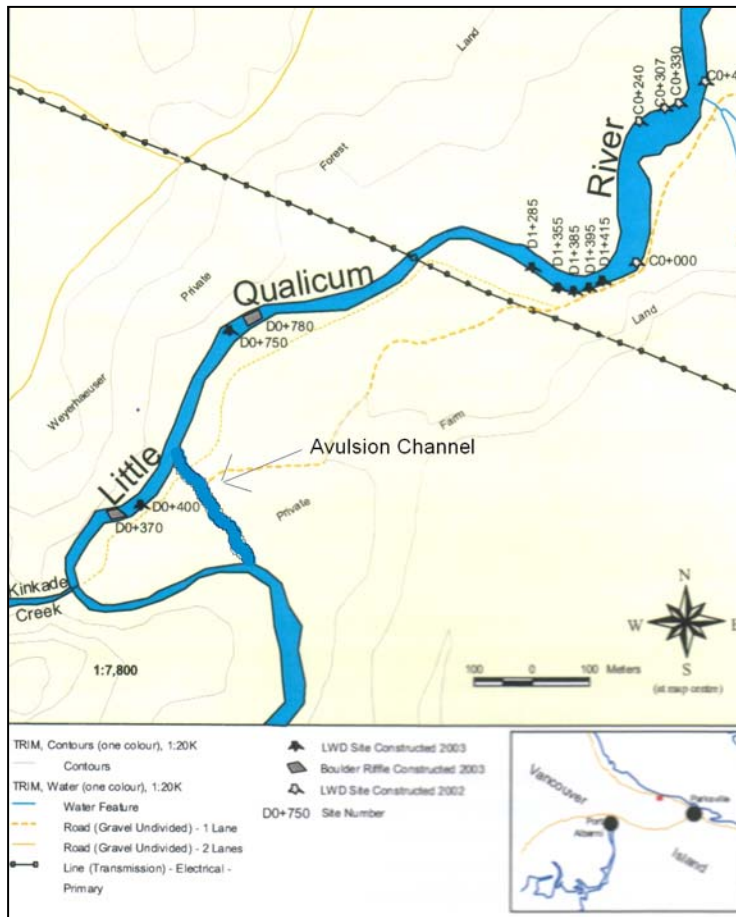 Land
C0+240
C0+307
C0+330
C0+4
Forest
River
D1+285
D1+355
D1+385
D1+395
D1+415
C0+000
Private
Qualicum
Land
D0+780
D0+750
Weyerhaeuser
Farm
Avulsion Channel
Little
D0+400
Private
D0+370
Kinkade
Creek
N
W
E
S
(at map centre)
1:7,800
100 0 100 Meters
TRIM, Contours (one colour), 1:20K
Contours
TRIM, Water (one colour), 1:20K
Water Feature
Road (Gravel Undivided) - 1 Lane
Road (Gravel Undivided) - 2 Lanes
Line (Transmission) - Electrical -
Primary
LWD Site Constructed 2003
Boulder Riffle Constructed 2003
LWD Site Constructed 2002
D0+750 Site Number
Vancouver
Parksville
Port
Alberni
Island